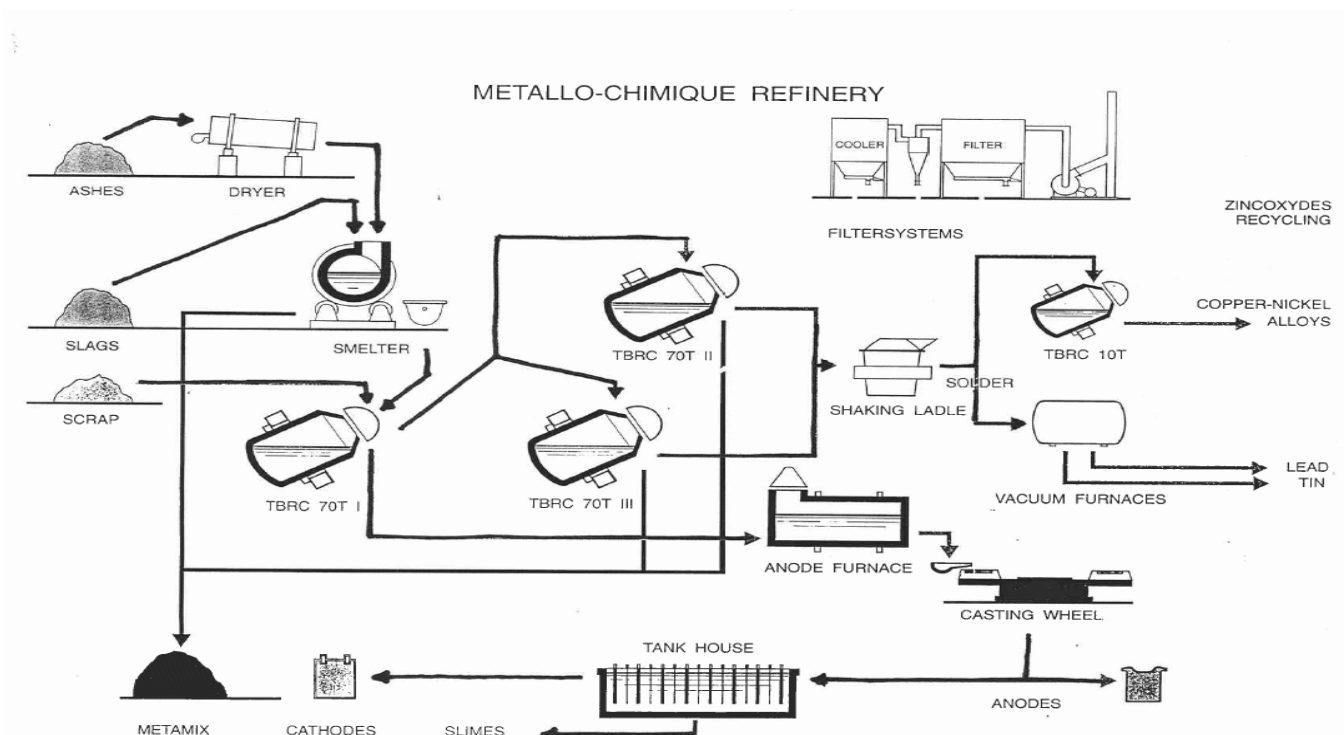 METALLO-CHIMIQUE REFINERY
COOLER
FILTER
ASHES
DRYER
ZINCOXYDES
RECYCLING
FILTERSYSTEMS
COPPER-NICKEL
ALLOYS
SLAGS
SMELTER
TBRC 70T II
TBRC 10T
SOLDER
SHAKING LADLE
SCRAP
LEAD
TIN
VACUUM FURNACES
TBRC 70T I
TBRC 70T III
ANODE FURNACE
CASTING WHEEL
TANK HOUSE
ANODES
METAMIX
CATHODES
SLIMES